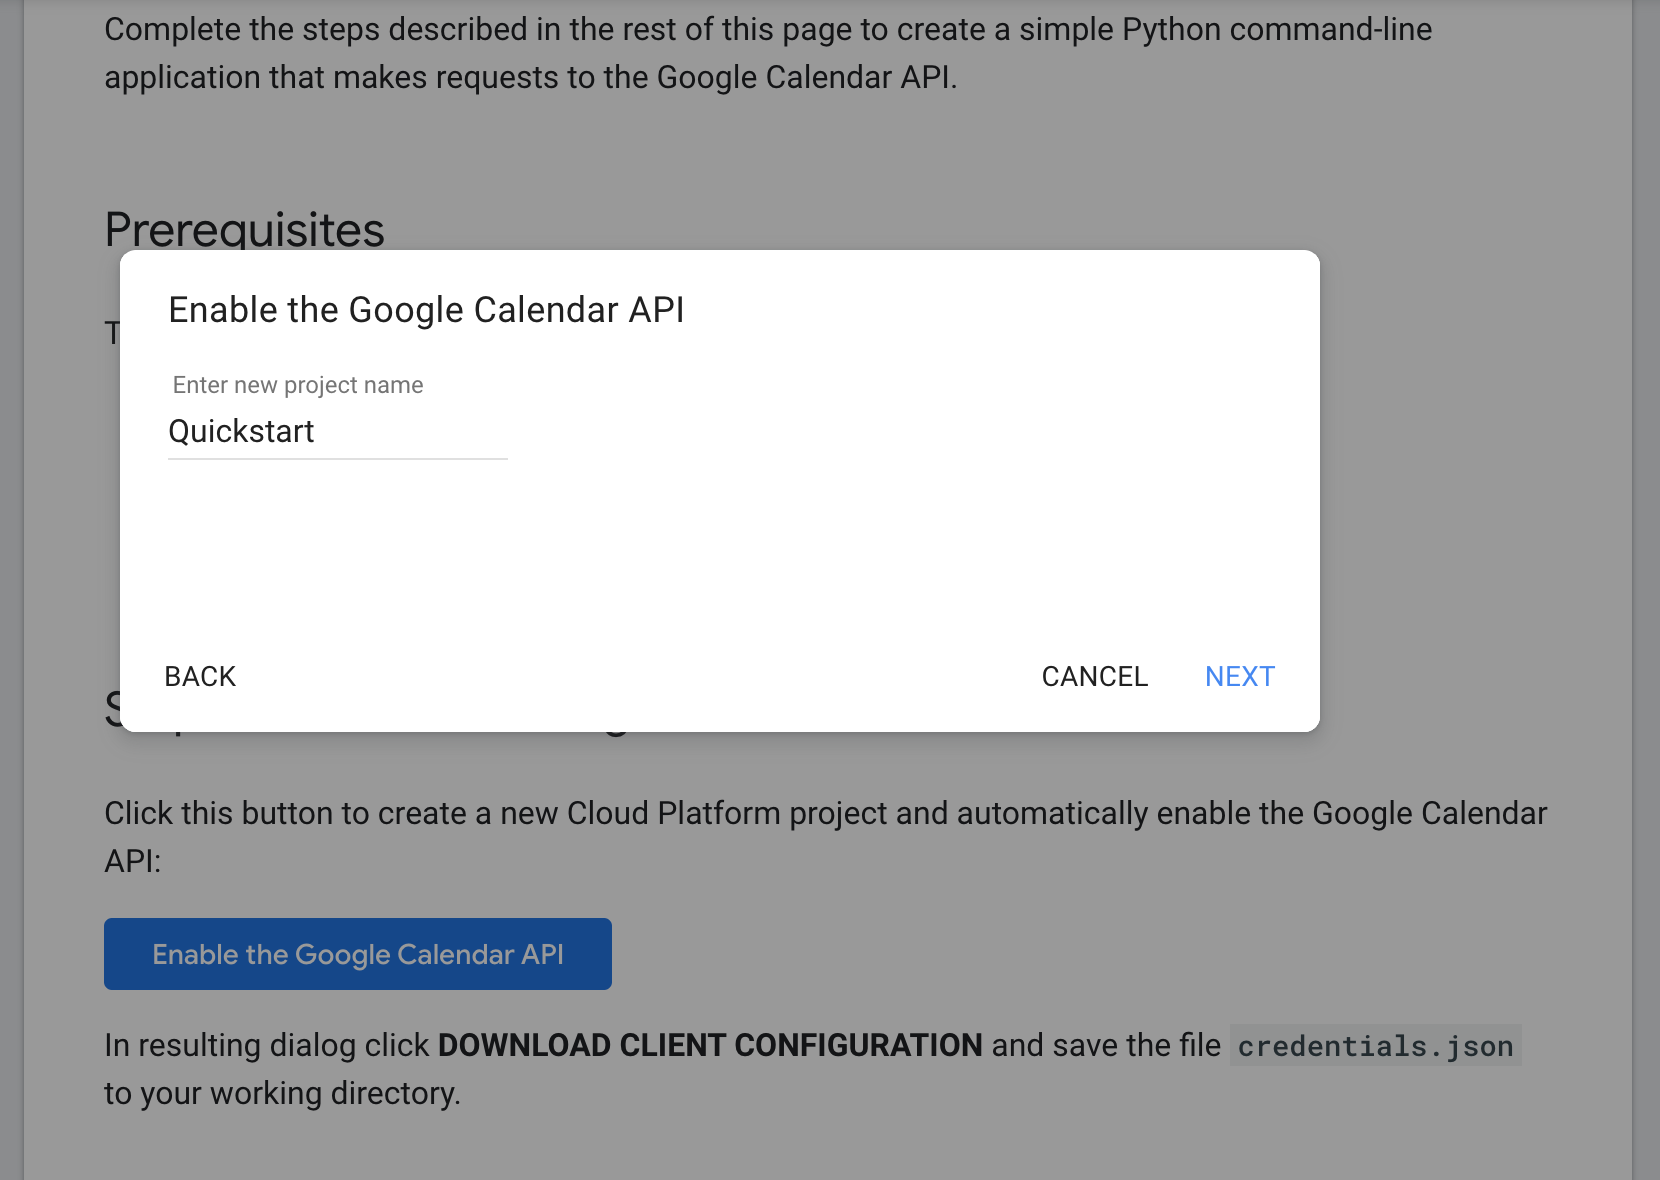 Complete the steps described in the rest of this page to create a simple Python command-line
application that makes requests to the Google Calendar API.
Prerequisites
Enable the Google Calendar API
Enter new project name
Quickstart
BACK
CANCEL
NEXT
Click this button to create a new Cloud Platform project and automatically enable the Google Calendar
API:
Enable the Google Calendar API
In resulting dialog click DOWNLOAD CLIENT CONFIGURATION and save the file credentials.json
to your working directory.